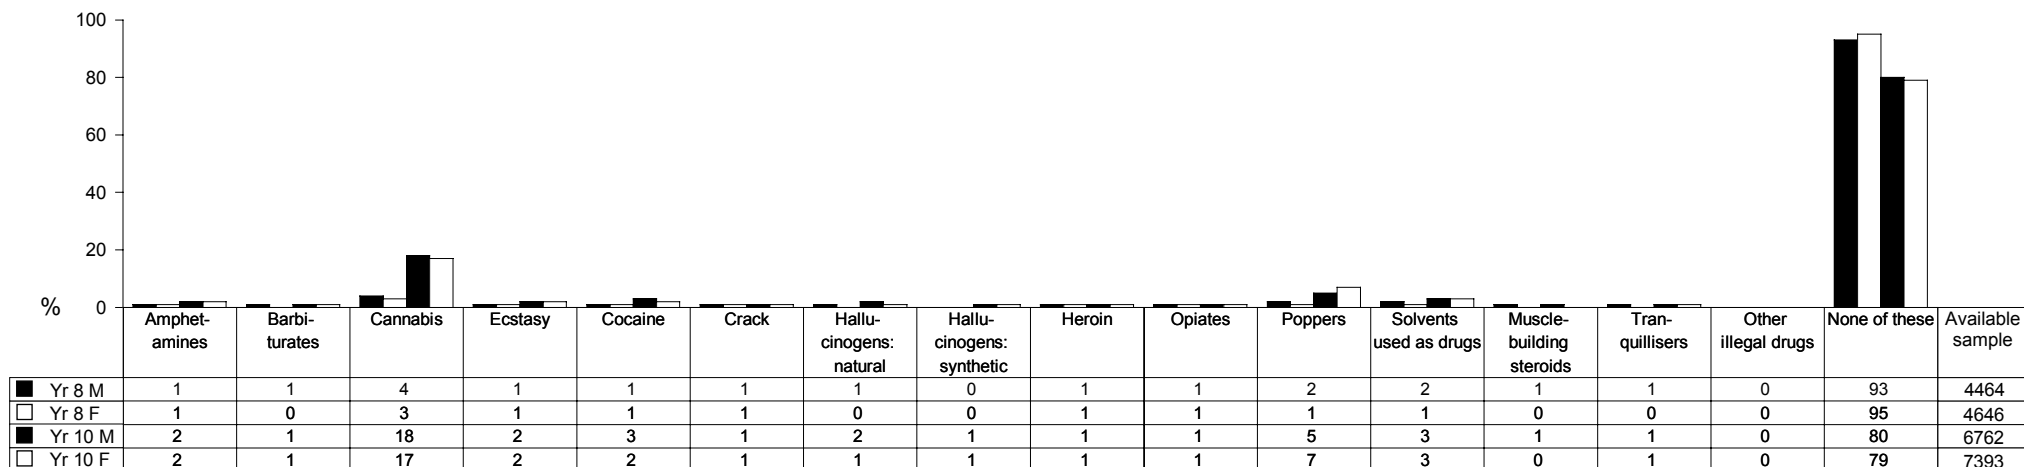 100
80
60
40
20
% 0
Amphet- Barbi- Cannabis Ecstasy Cocaine Crack Hallu- Hallu- Heroin Opiates Poppers Solvents Muscle- Tran- Other None of these Available
amines turates cinogens: cinogens: used as drugs building quillisers illegal drugs sample
natural synthetic steroids
Yr 8 M 1 1 4 1 1 1 1 0 1 1 2 2 1 1 0 93 4464
Yr 8 F 1 0 3 1 1 1 0 0 1 1 1 1 0 0 0 95 4646
Yr 10 M 2 1 18 2 3 1 2 1 1 1 5 3 1 1 0 80 6762
Yr 10 F 2 1 17 2 2 1 1 1 1 1 7 3 0 1 0 79 7393